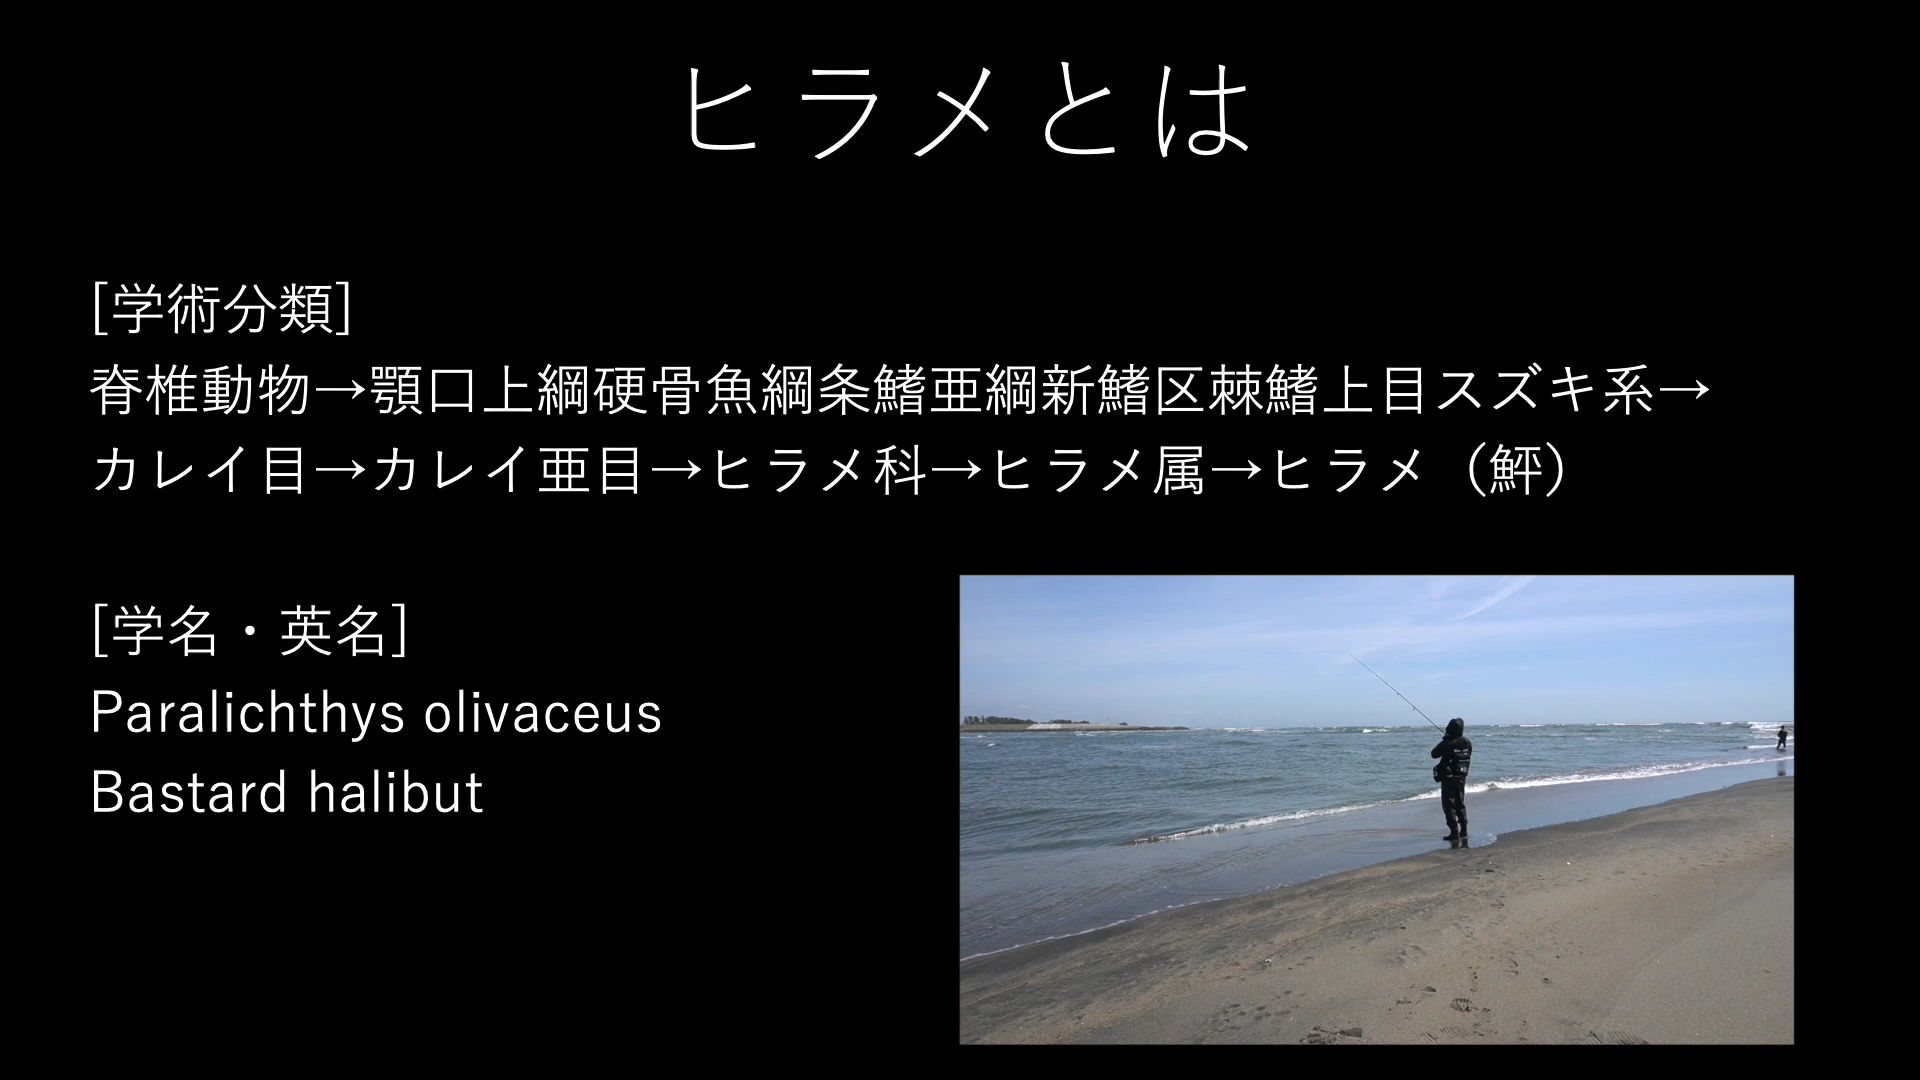 ヒラメとは
[学術分類]
脊椎動物→顎口上綱硬骨魚綱条鰭亜綱新鰭区棘鰭上目スズキ系→
カレイ目→カレイ亜目→ヒラメ科→ヒラメ属→ヒラメ（鮃）
[学名・英名]
Paralichthys olivaceus
Bastard halibut